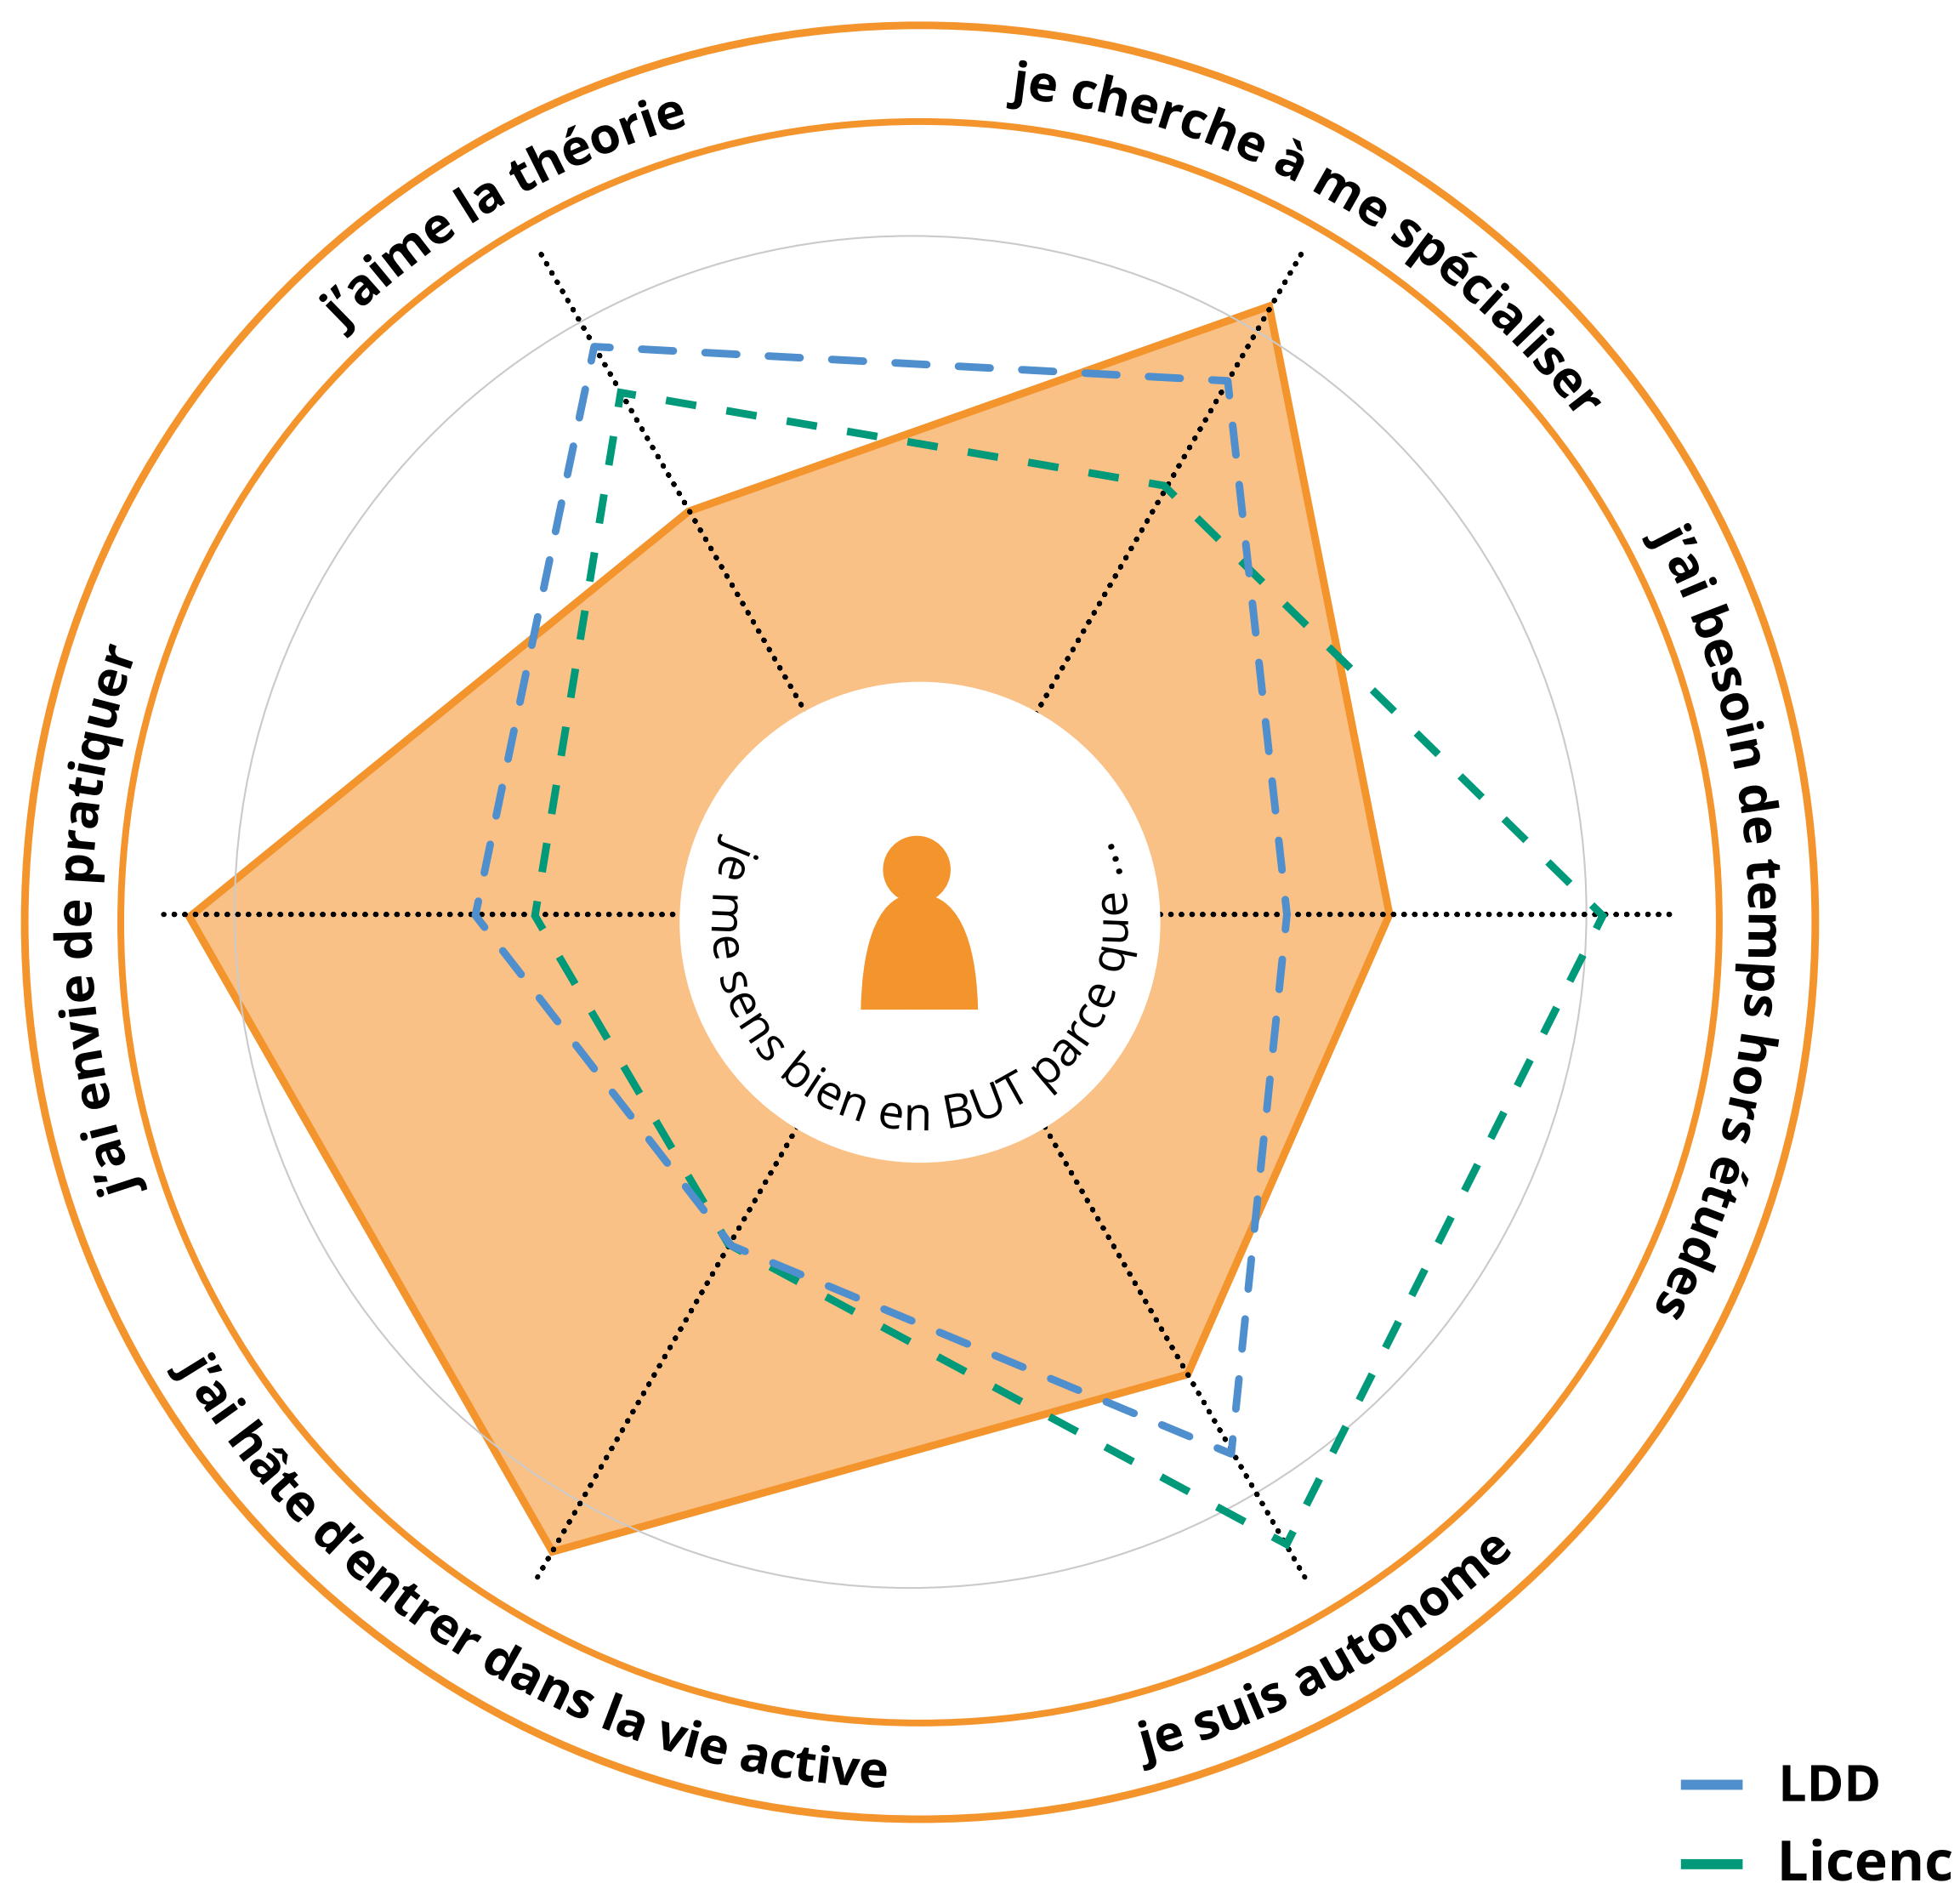 j'aime la théorie
je cherche à me spécialiser
j'ai besoin de temps hors études
je suis autonome
j'ai hâte d'entrer dans la vie active
j'ai envie de pratiquer
je me sens bien en BUT parce que ...
LDD
Licenc